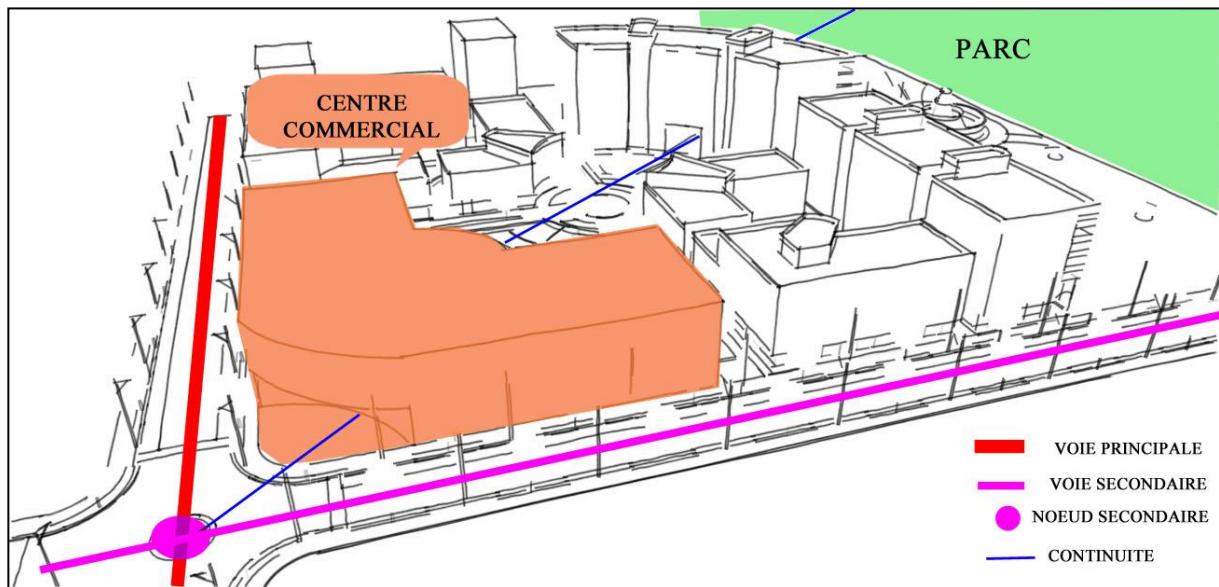 PARC
CENTRE
COMMERCIAL
VOIE PRINCIPALE
VOIE SECONDAIRE
NOEUD SECONDAIRE
CONTINUITE